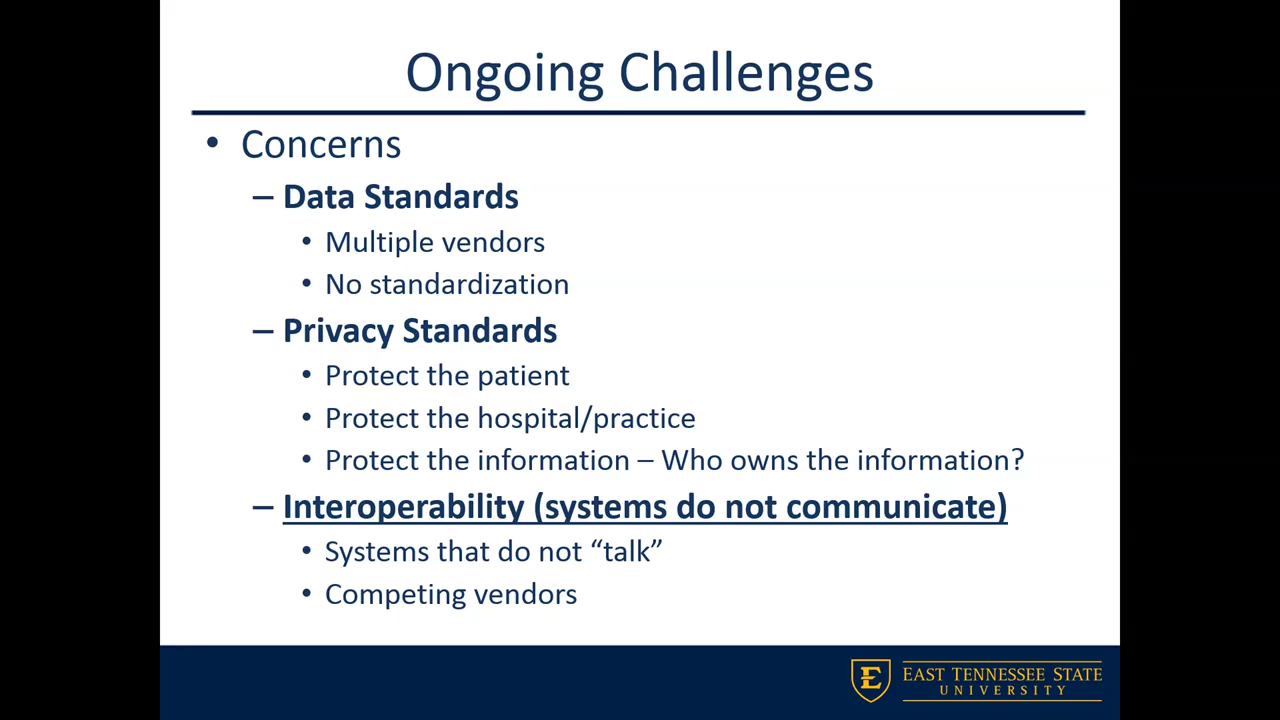 Ongoing Challenges
• Concerns
– Data Standards
• Multiple vendors
• No standardization
– Privacy Standards
• Protect the patient
• Protect the hospital/practice
• Protect the information – Who owns the information?
– Interoperability (systems do not communicate)
• Systems that do not “talk”
• Competing vendors
E
EAST TENNESSEE STATE
UNIVERSITY